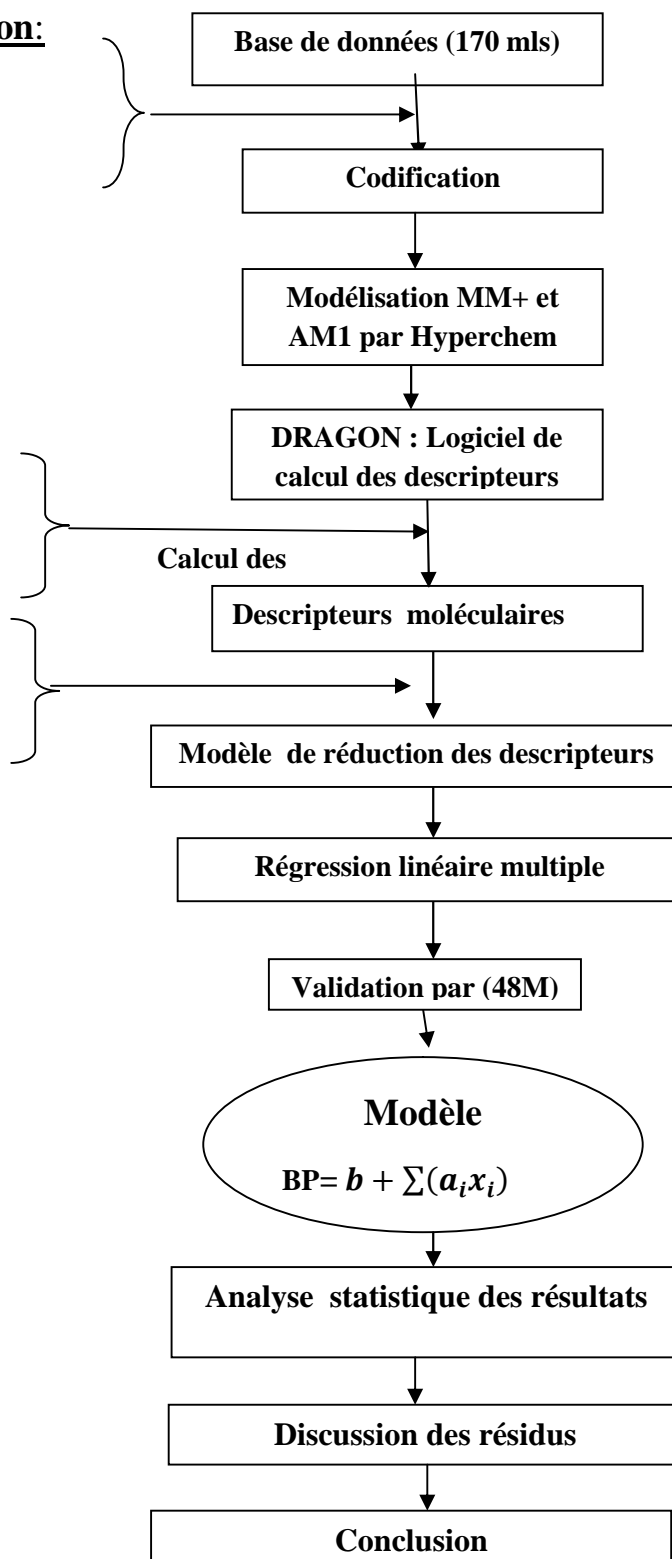 on:
Base de données (170 mls)
Codification
Modélisation MM+ et
AM1 par Hyperchem
DRAGON : Logiciel de
calcul des descripteurs
Calcul des
Descripteurs moléculaires
Modèle de réduction des descripteurs
Régression linéaire multiple
Validation par (48M)
Modèle
BP= b + ∑(aᵢxᵢ)
Analyse statistique des résultats
Discussion des résidus
Conclusion